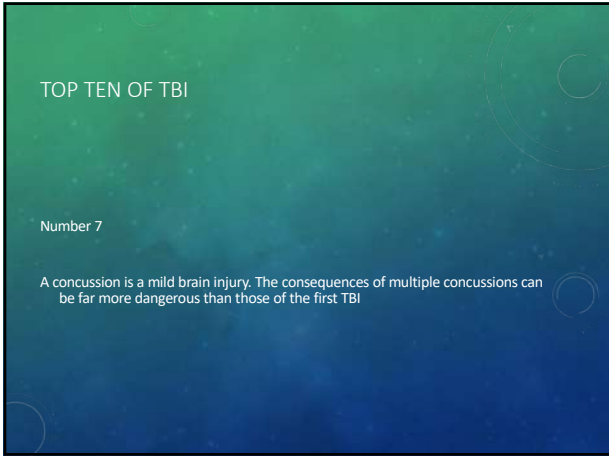 TOP TEN OF TBI
Number 7
A concussion is a mild brain injury. The consequences of multiple concussions can
be far more dangerous than those of the first TBI